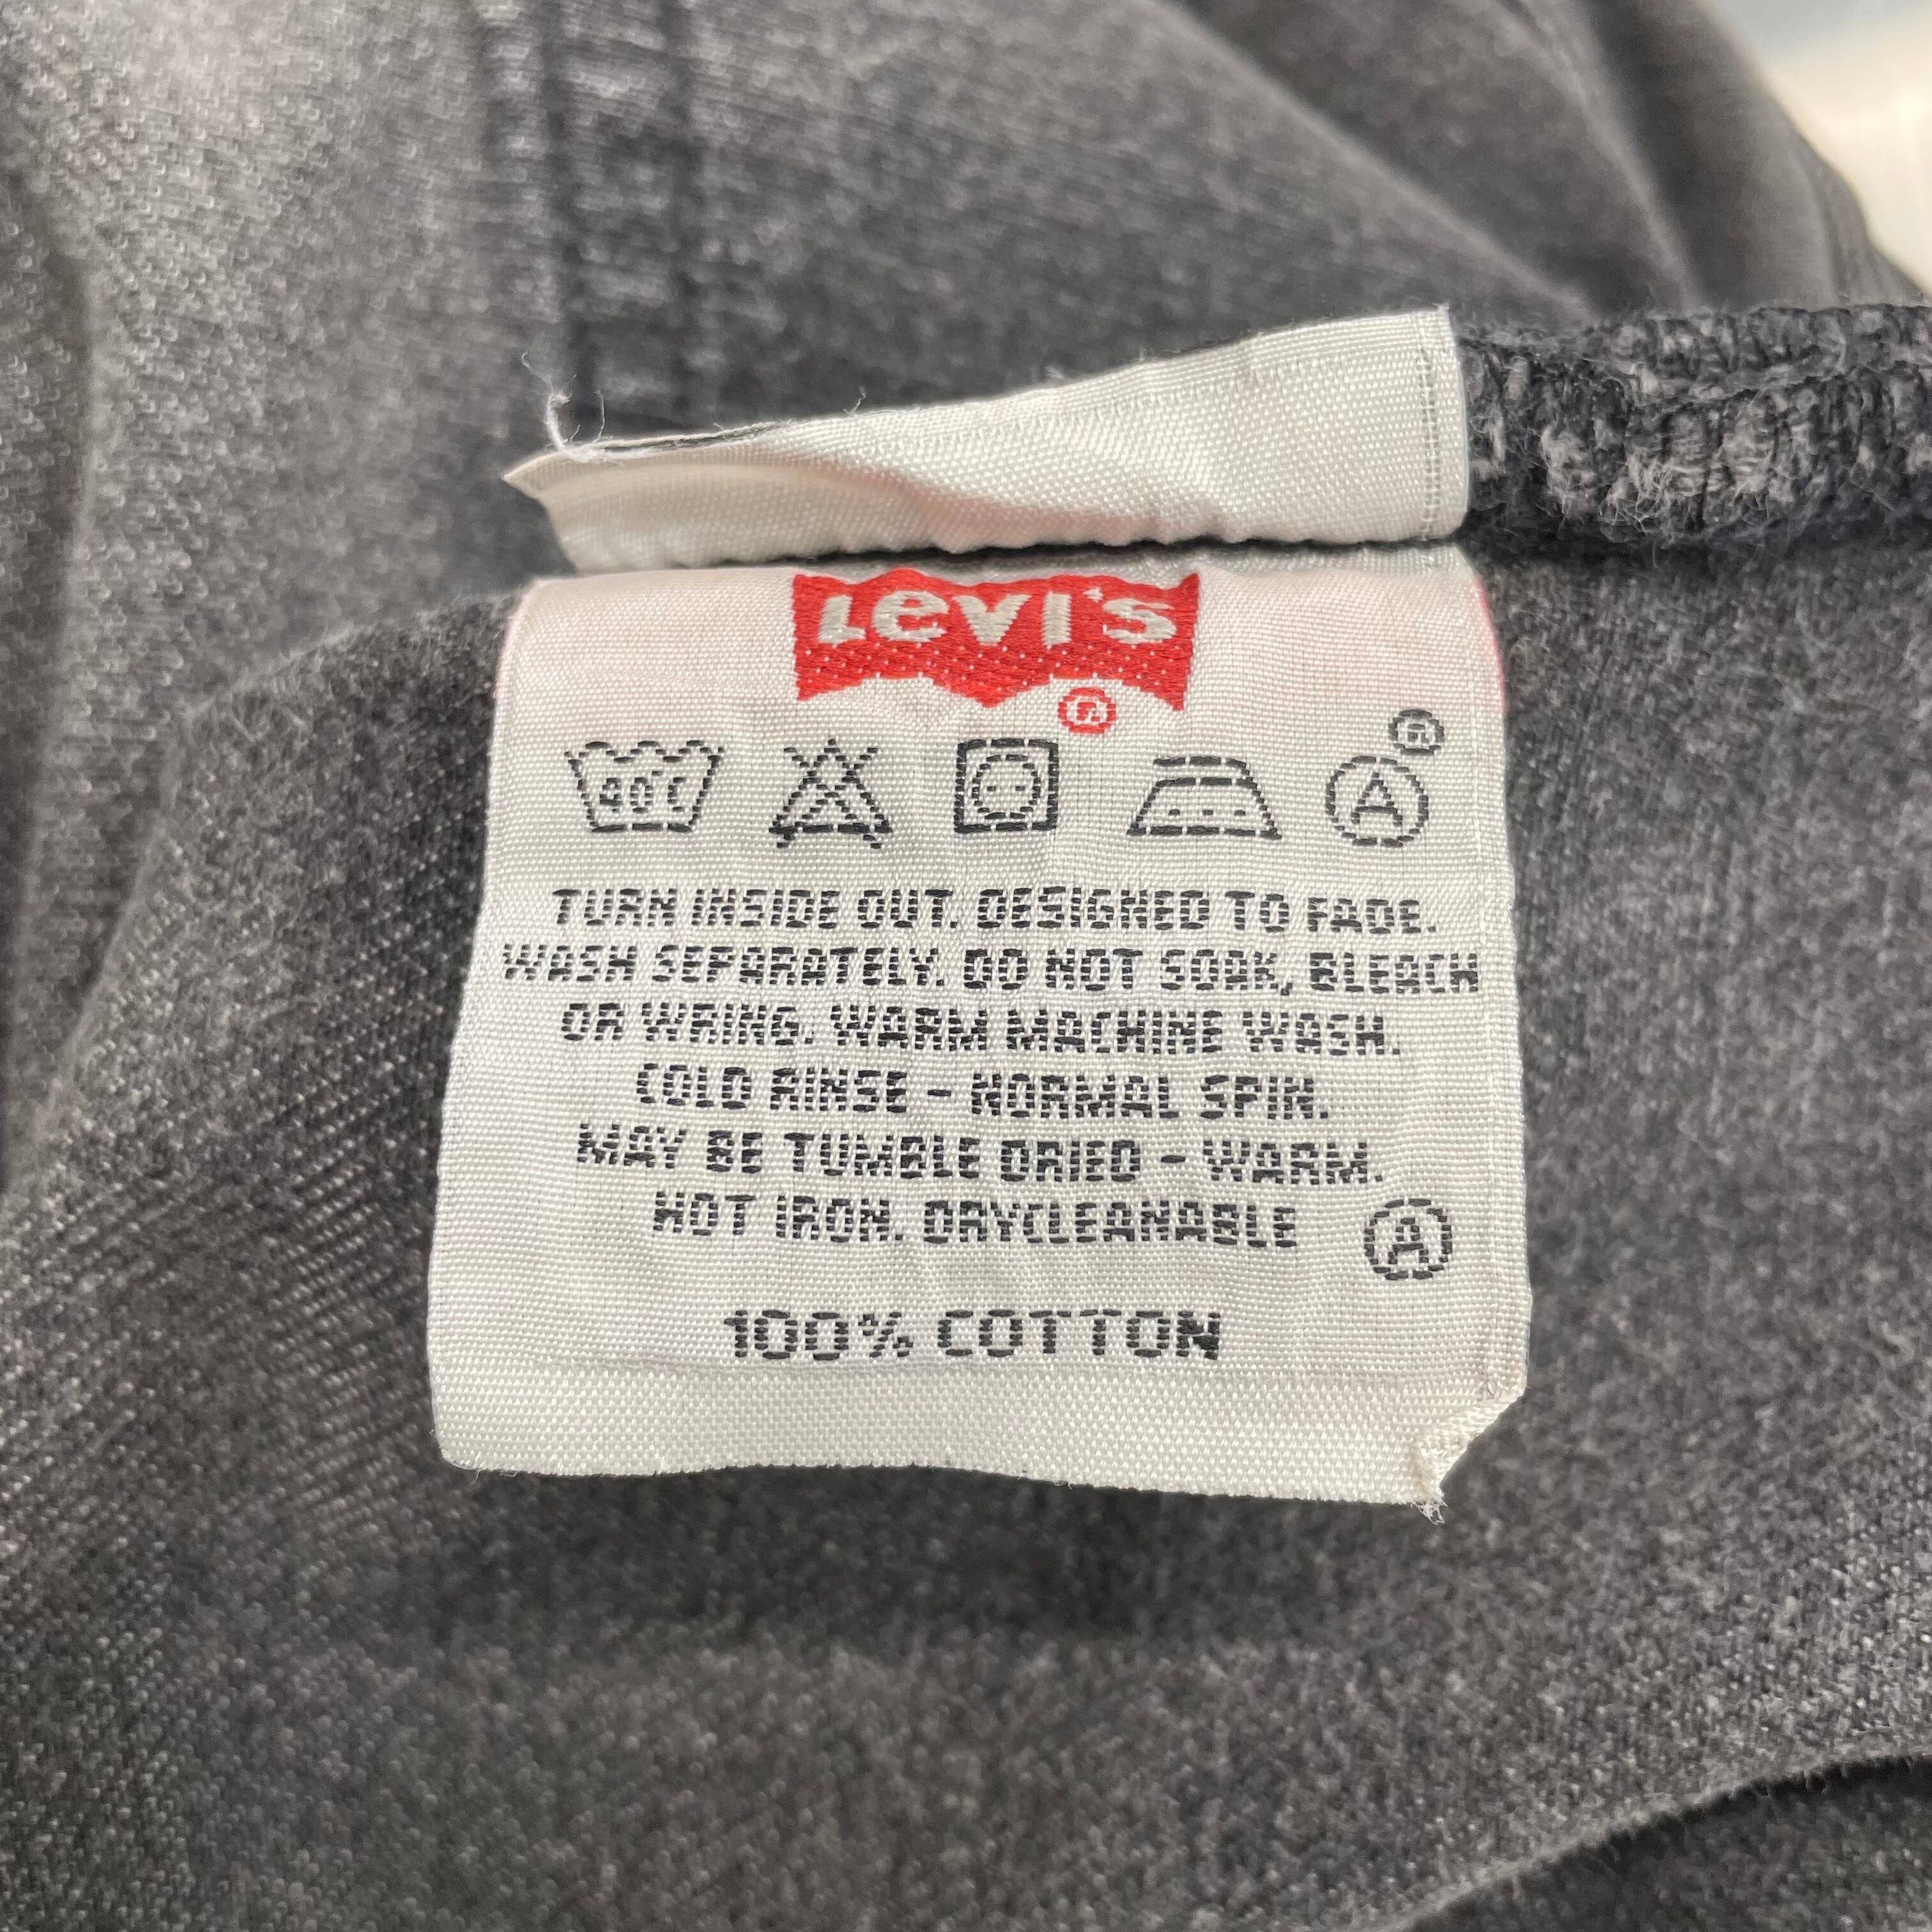 Levi's ®
40°C A ®
TURN INSIDE OUT. DESIGNED TO FADE.
WASH SEPARATELY. DO NOT SOAK, BLEACH
OR WRING. WARM MACHINE WASH.
COLD RINSE - NORMAL SPIN.
MAY BE TUMBLE DRIED - WARM.
HOT IRON. DRYCLEANABLE A
100% COTTON